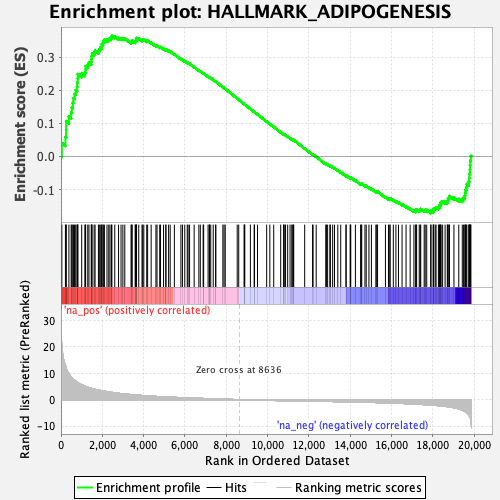 Enrichment plot: HALLMARK_ADIPOGENESIS
Enrichment score (ES)
0.3
0.2
0.1
0.0
-0.1
'na_pos' (positively correlated)
Ranked list metric (PreRanked)
30
20
10
0
-10
Zero cross at 8636
'na_neg' (negatively correlated)
0
2,000
4,000
6,000
8,000
10,000
12,000
14,000
16,000
18,000
20,000
Rank in Ordered Dataset
Enrichment profile
Hits
Ranking metric scores